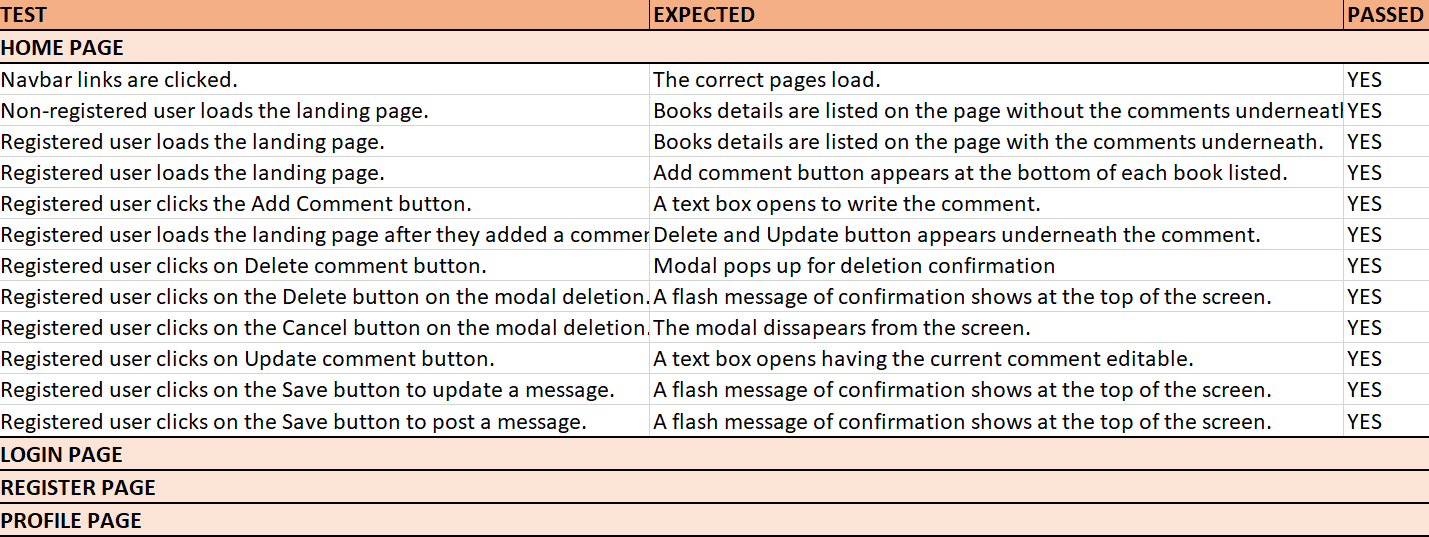 TEST EXPECTED PASSED
HOME PAGE
Navbar links are clicked. The correct pages load. YES
Non-registered user loads the landing page. Books details are listed on the page without the comments YES
Registered user loads the landing page. Books details are listed on the page with the comments underneath. YES
Registered user loads the landing page. Add comment button appears at the bottom of each book listed. YES
Registered user clicks the Add Comment button. A text box opens to write the comment. YES
Registered user loads the landing page after they added a Delete and Update button appears underneath the comment. YES
Registered user clicks on Delete comment button. Modal pops up for deletion confirmation YES
Registered user clicks on the Delete button on the modal deletion. A flash message of confirmation shows at the top of the screen. YES
Registered user clicks on the Cancel button on the modal deletion. The modal dissapears from the screen. YES
Registered user clicks on Update comment button. A text box opens having the current comment editable. YES
Registered user clicks on the Save button to update a message. A flash message of confirmation shows at the top of the screen. YES
Registered user clicks on the Save button to post a message. A flash message of confirmation shows at the top of the screen. YES
LOGIN PAGE
REGISTER PAGE
PROFILE PAGE